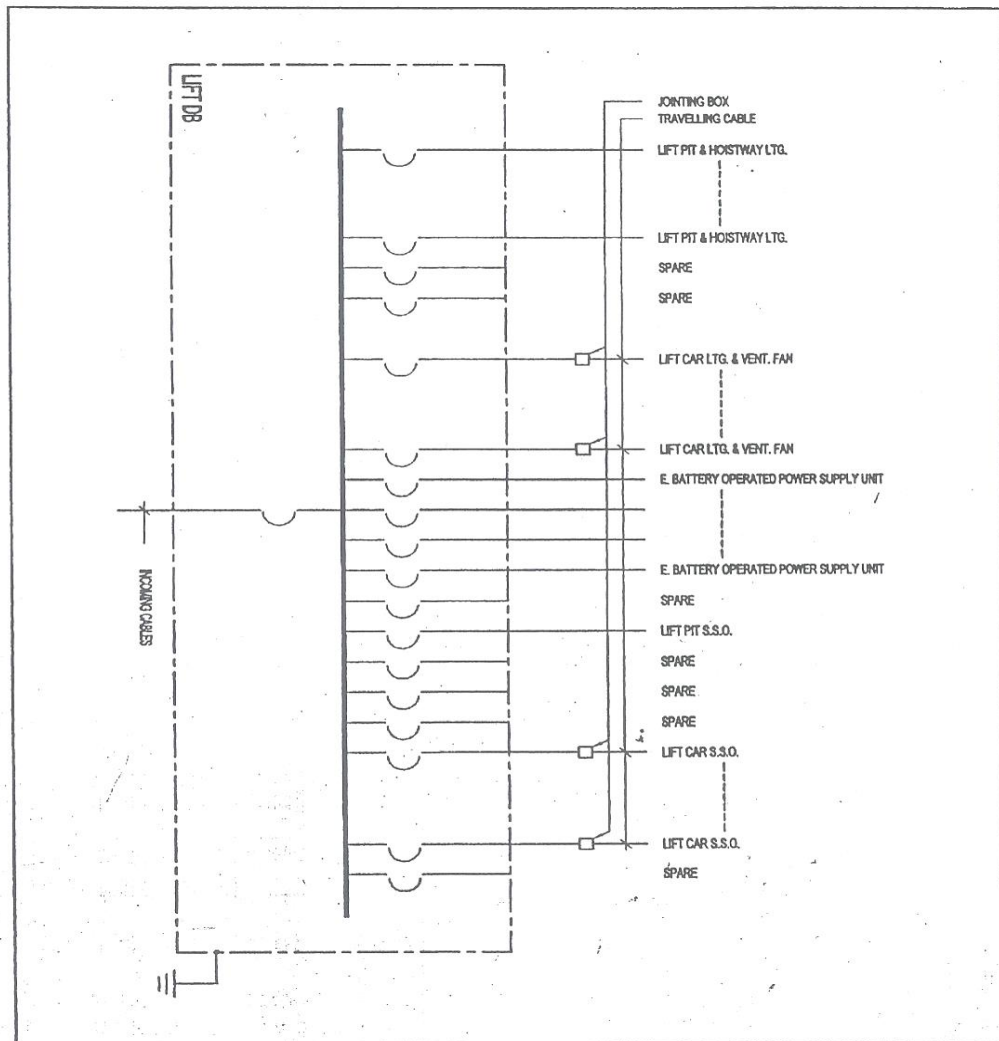 LIFT DB
JOINTING BOX
TRAVELLING CABLE
LIFT PIT & HOISTWAY LTG.
LIFT PIT & HOISTWAY LTG.
SPARE
SPARE
LIFT CAR LTG. & VENT. FAN
LIFT CAR LTG. & VENT. FAN
E. BATTERY OPERATED POWER SUPPLY UNIT
E. BATTERY OPERATED POWER SUPPLY UNIT
SPARE
LIFT PIT S.S.O.
SPARE
SPARE
SPARE
LIFT CAR S.S.O.
LIFT CAR S.S.O.
SPARE
INCOMING CABLES